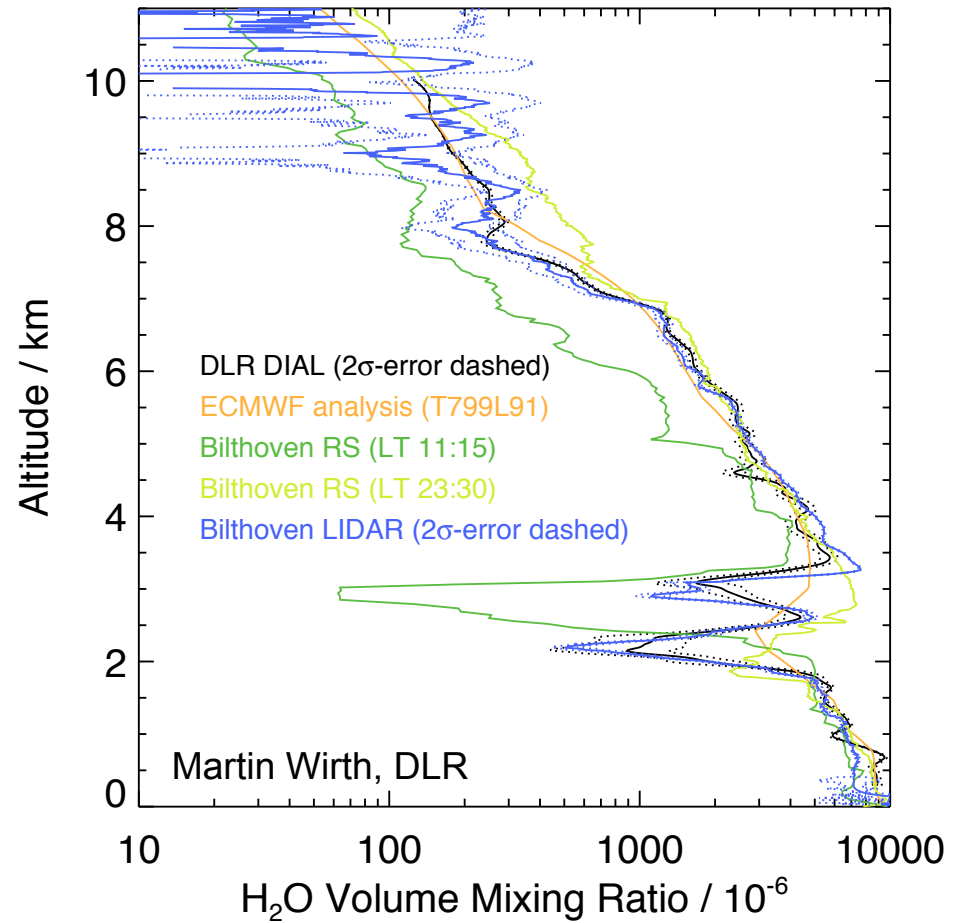 10
8
Altitude / km
6
4
2
0
DLR DIAL (2σ-error dashed)
ECMWF analysis (T799L91)
Bilthoven RS (LT 11:15)
Bilthoven RS (LT 23:30)
Bilthoven LIDAR (2σ-error dashed)
Martin Wirth, DLR
10 100 1000 10000
H₂O Volume Mixing Ratio / 10⁻⁶